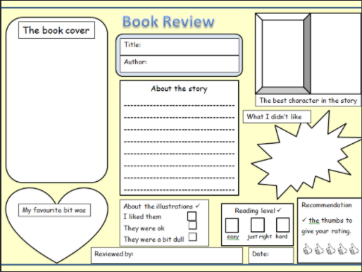 Book Review
The book cover
Title:
Author:
The best character in the story
About the story
What I didn't like
My favourite bit was
About the illustrations ✓
I liked them
They were ok
They were a bit dull
Reading level ✓
easy just right hard
Recommendation
✓ the thumbs to
give your rating.
Reviewed by:
Date: